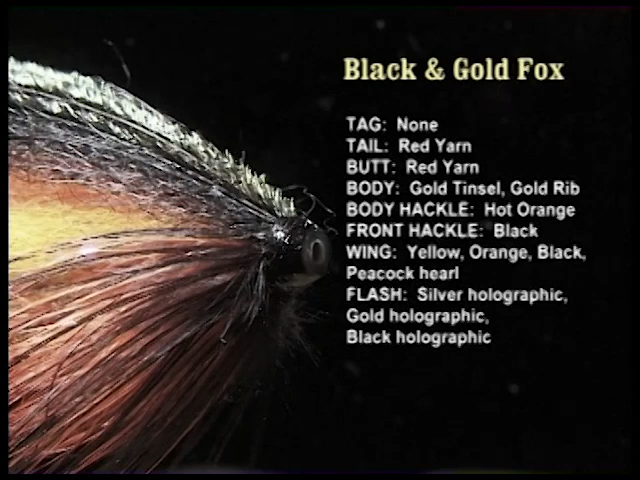 Black & Gold Fox
TAG: None
TAIL: Red Yarn
BUTT: Red Yarn
BODY: Gold Tinsel, Gold Rib
BODY HACKLE: Hot Orange
FRONT HACKLE: Black
WING: Yellow, Orange, Black,
Peacock hearl
FLASH: Silver holographic,
Gold holographic,
Black holographic